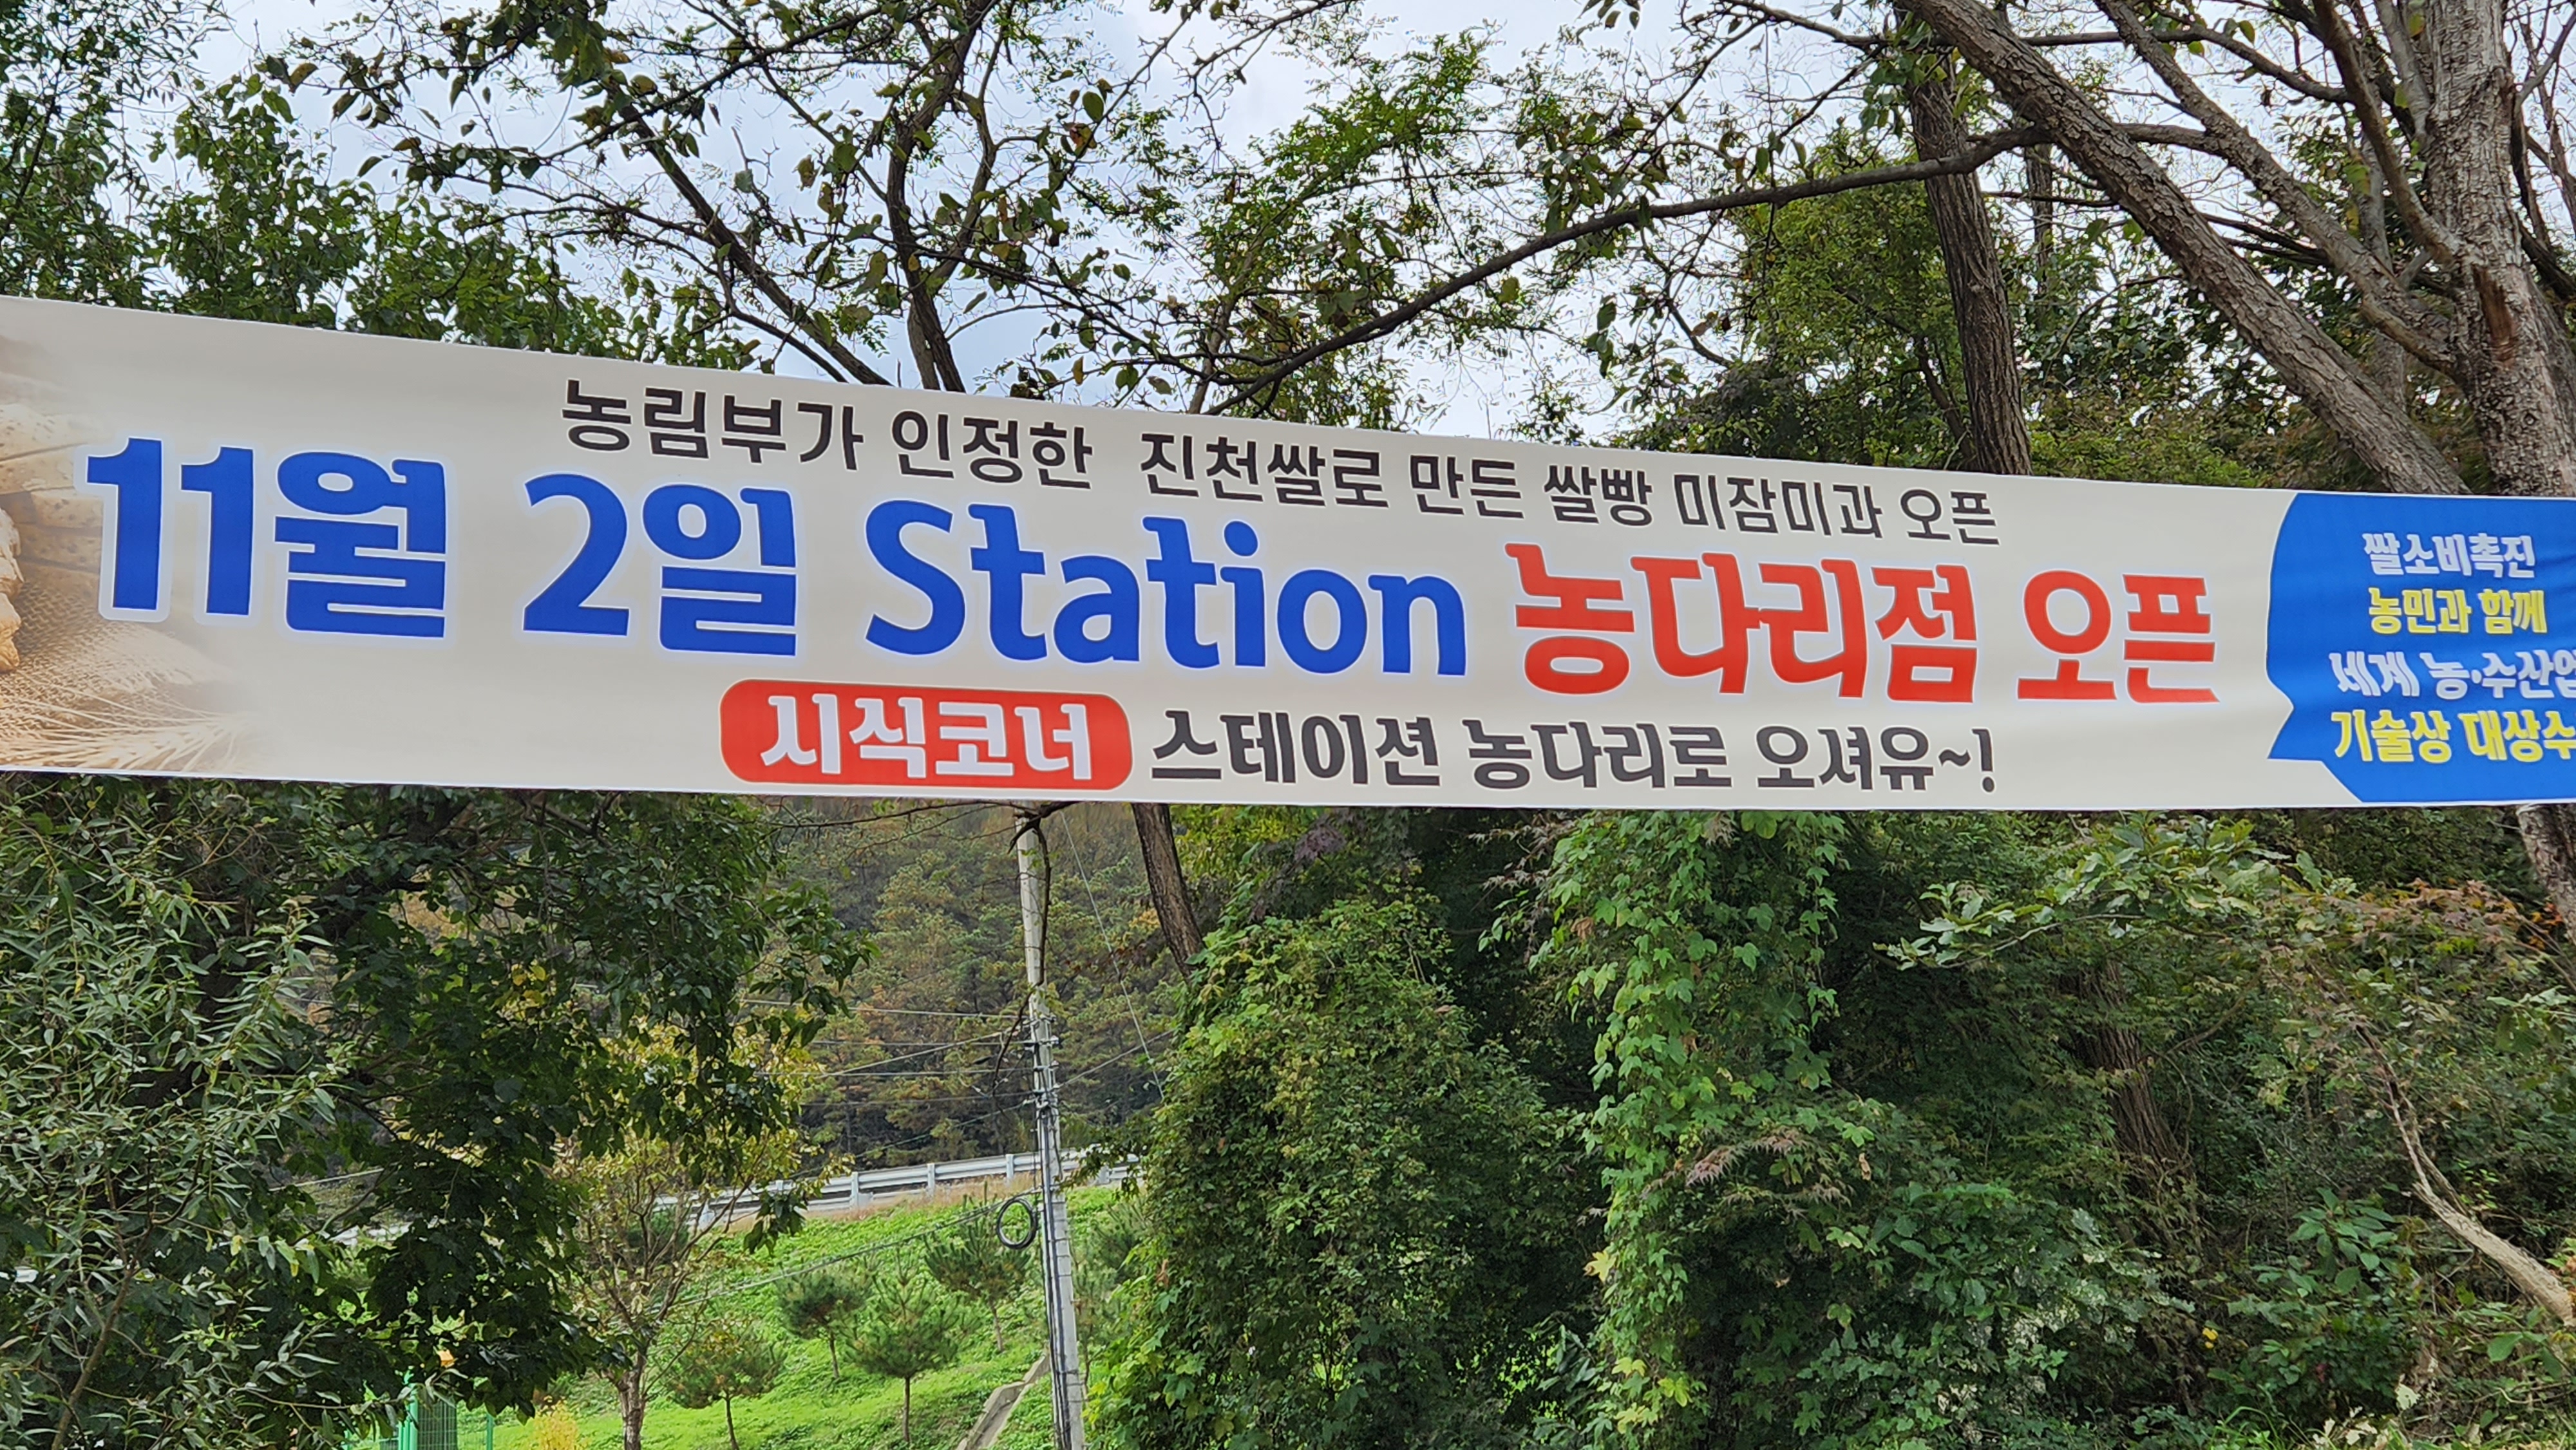 농림부가 인정한 진천쌀로 만든 쌀빵 미잠미과 오픈
11월 2일 Station 농다리점 오픈
시식코너 스테이션 농다리로 오셔유~!
쌀소비촉진
농민과 함께
세계 농·수산업
기술상 대상수